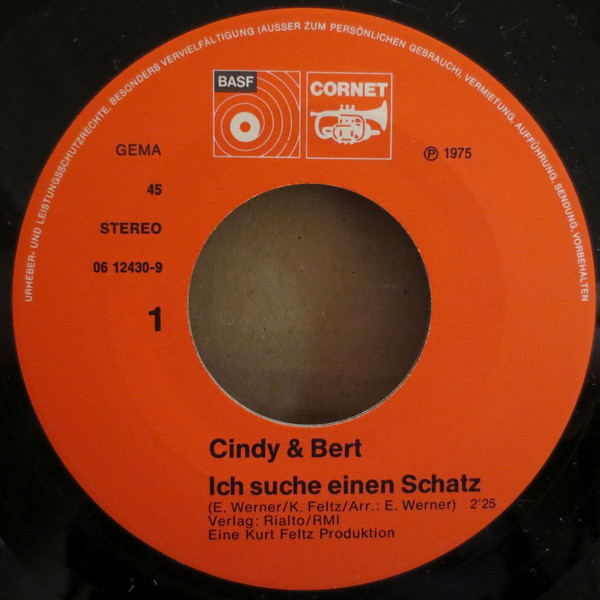 URHEBER- UND LEISTUNGSSCHUTZRECHTE, BESONDERS VERVIELFÄLTIGUNG (AUSSER ZUM PERSÖNLICHEN GEBRAUCH), VERMIETUNG, AUFFÜHRUNG, SENDUNG, VORBEHALTEN
BASF
CORNET
GEMA
℗ 1975
45
STEREO
06 12430-9
1
Cindy & Bert
Ich suche einen Schatz
(E. Werner/K. Feltz/Arr.: E. Werner) 2'25
Verlag: Rialto/RMI
Eine Kurt Feltz Produktion